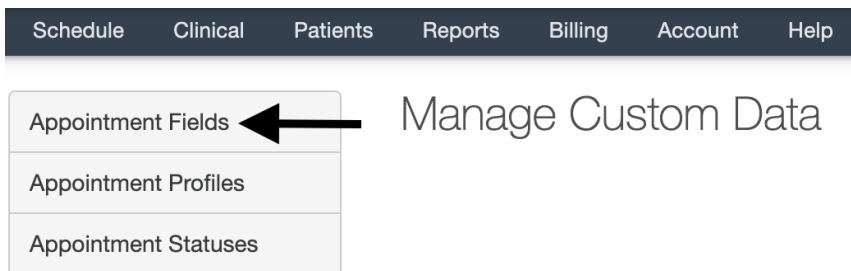 Schedule Clinical Patients Reports Billing Account Help
Appointment Fields
Manage Custom Data
Appointment Profiles
Appointment Statuses